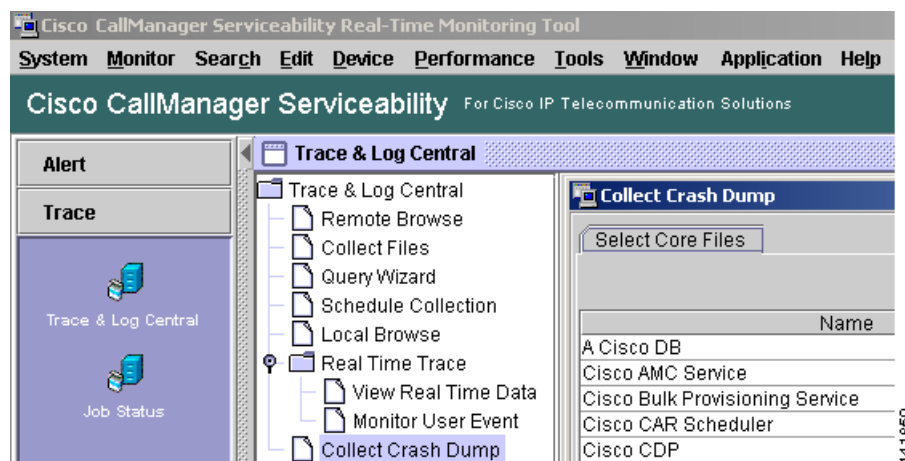 Cisco CallManager Serviceability Real-Time Monitoring Tool
System Monitor Search Edit Device Performance Tools Window Application Help
Cisco CallManager Serviceability For Cisco IP Telecommunication Solutions
Alert
Trace
Trace & Log Central
Job Status
Trace & Log Central
Trace & Log Central
Remote Browse
Collect Files
Query Wizard
Schedule Collection
Local Browse
Real Time Trace
View Real Time Data
Monitor User Event
Collect Crash Dump
Collect Crash Dump
Select Core Files
Name
A Cisco DB
Cisco AMC Service
Cisco Bulk Provisioning Service
Cisco CAR Scheduler
Cisco CDP